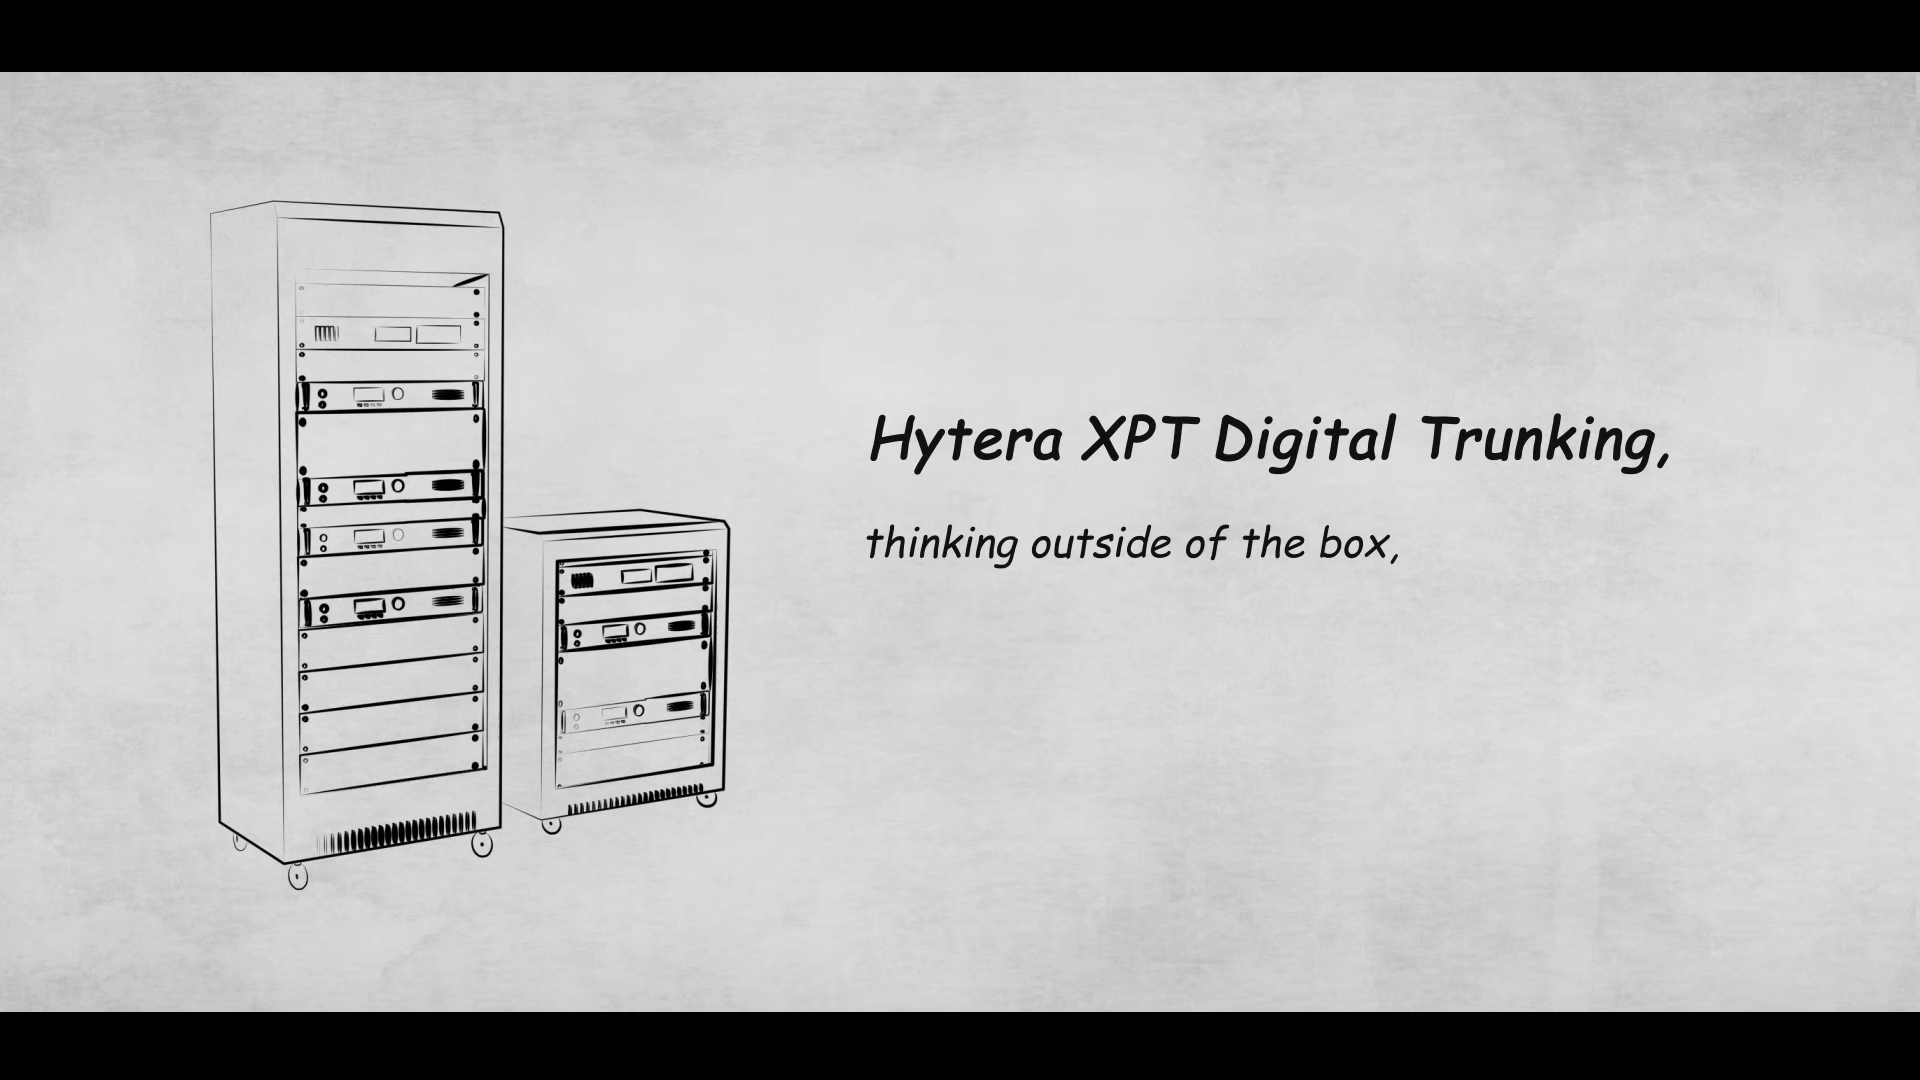 Hytera XPT Digital Trunking,
thinking outside of the box,